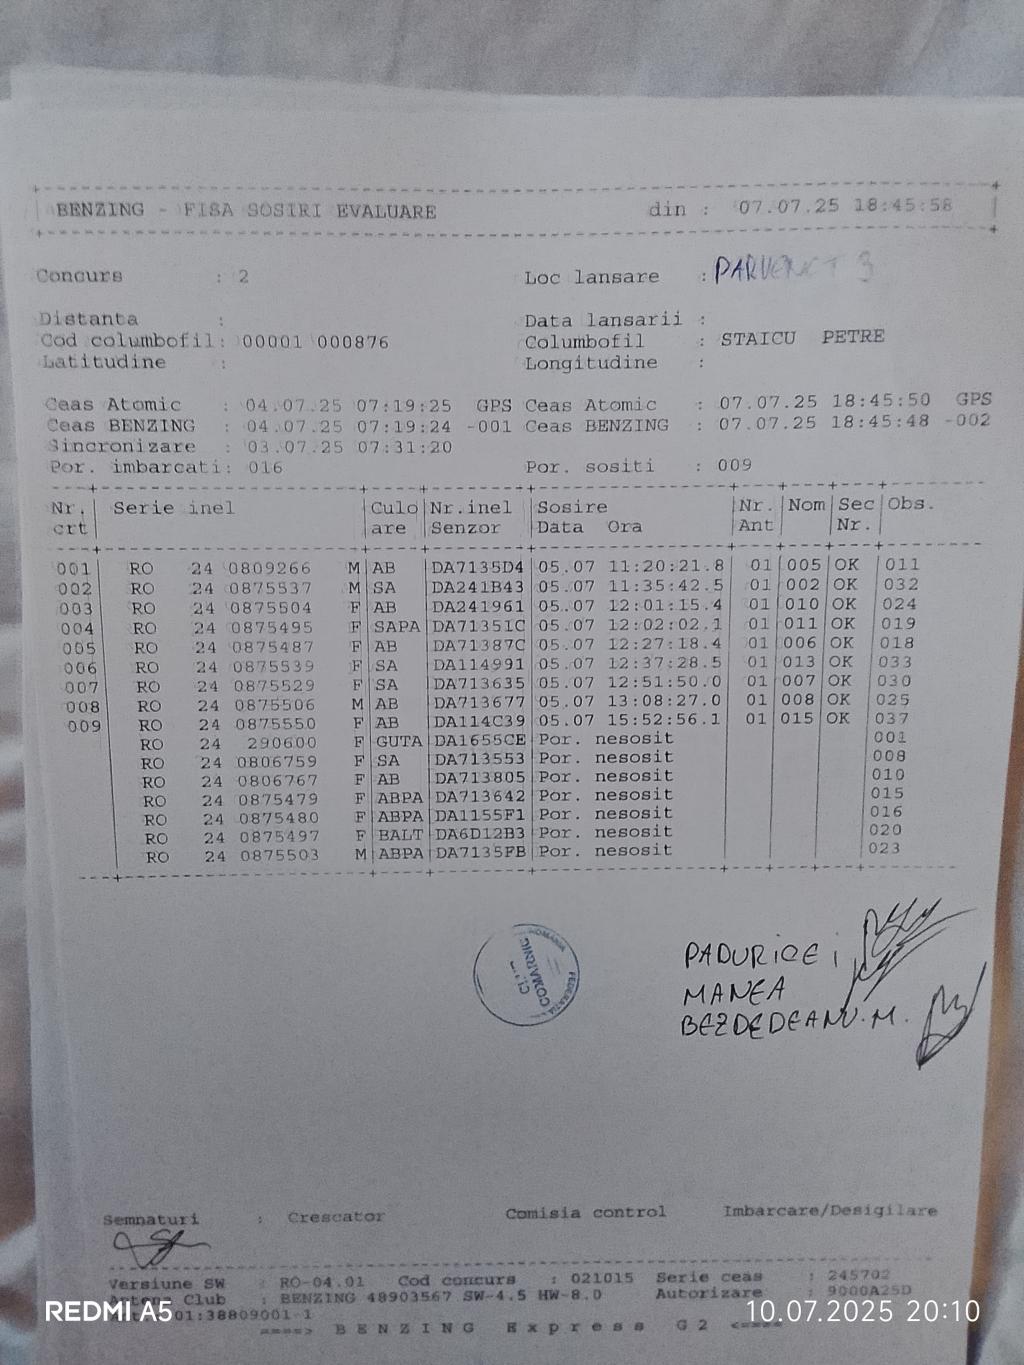 BENZING - FISA SOSIRI EVALUARE din : 07.07.25 18:45:58
Concurs : 2 Loc lansare :
Distanta : Data lansarii :
Cod columbofil: 00001 000876 Columbofil : STAICU PETRE
Latitudine : Longitudine :
Ceas Atomic : 04.07.25 07:19:25 GPS Ceas Atomic : 07.07.25 18:45:50 GPS
Ceas BENZING : 04.07.25 07:19:24 -001 Ceas BENZING : 07.07.25 18:45:48 -002
Sincronizare : 03.07.25 07:31:20
Por. imbarcati: 016 Por. sositi : 009
Nr. Serie inel Culo Nr.inel Sosire Nr. Nom Sec Obs.
crt are Senzor Data Ora Ant Nr.
001 RO 24 0809266 M AB DA7135D4 05.07 11:20:21.8 01 005 OK 011
002 RO 24 0875537 M SA DA241B43 05.07 11:35:42.5 01 002 OK 032
003 RO 24 0875504 F AB DA241961 05.07 12:01:15.4 01 010 OK 024
004 RO 24 0875495 F SAPA DA71351C 05.07 12:02:02.1 01 011 OK 019
005 RO 24 0875487 F AB DA71387C 05.07 12:27:18.4 01 006 OK 018
006 RO 24 0875539 F SA DA114991 05.07 12:37:28.5 01 013 OK 033
007 RO 24 0875529 F SA DA713635 05.07 12:51:50.0 01 007 OK 030
008 RO 24 0875506 M AB DA713677 05.07 13:08:27.0 01 008 OK 025
009 RO 24 0875550 F AB DA114C39 05.07 15:52:56.1 01 015 OK 037
RO 24 290600 F GUTA DA1655CE Por. nesosit 001
RO 24 0806759 F SA DA713553 Por. nesosit 008
RO 24 0806767 F AB DA713805 Por. nesosit 010
RO 24 0875479 F ABPA DA713642 Por. nesosit 015
RO 24 0875480 F ABPA DA1155F1 Por. nesosit 016
RO 24 0875497 F BALT DA6D12B3 Por. nesosit 020
RO 24 0875503 M ABPA DA7135FB Por. nesosit 023
ROMANIA
COMARNIC
FEDERATIA
PADURICE i
MANEA
BEZDEDEANU.M.
Semnaturi : Crescator Comisia control Imbarcare/Desigilare
Versiune SW : RO-04.01 Cod concurs : 021015 Serie ceas : 245702
Club : BENZING 48903567 SW-4.5 HW-8.0 Autorizare : 9000A25D
01:38809001-1
====> BENZING Express G2 <====
REDMI A5
10.07.2025 20:10